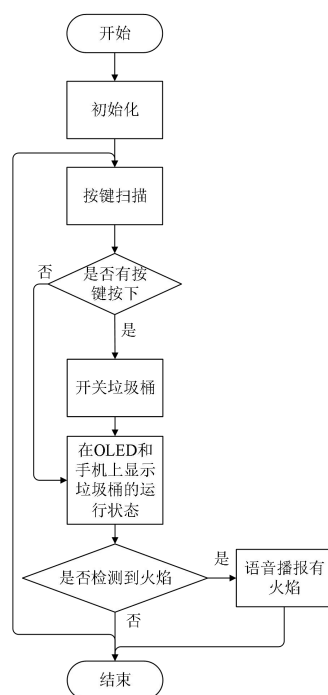 开始
初始化
按键扫描
是否有按
键按下
否
是
开关垃圾桶
在OLED和
手机上显示
垃圾桶的运
行状态
是否检测到火焰
是
语音播报有
火焰
否
结束